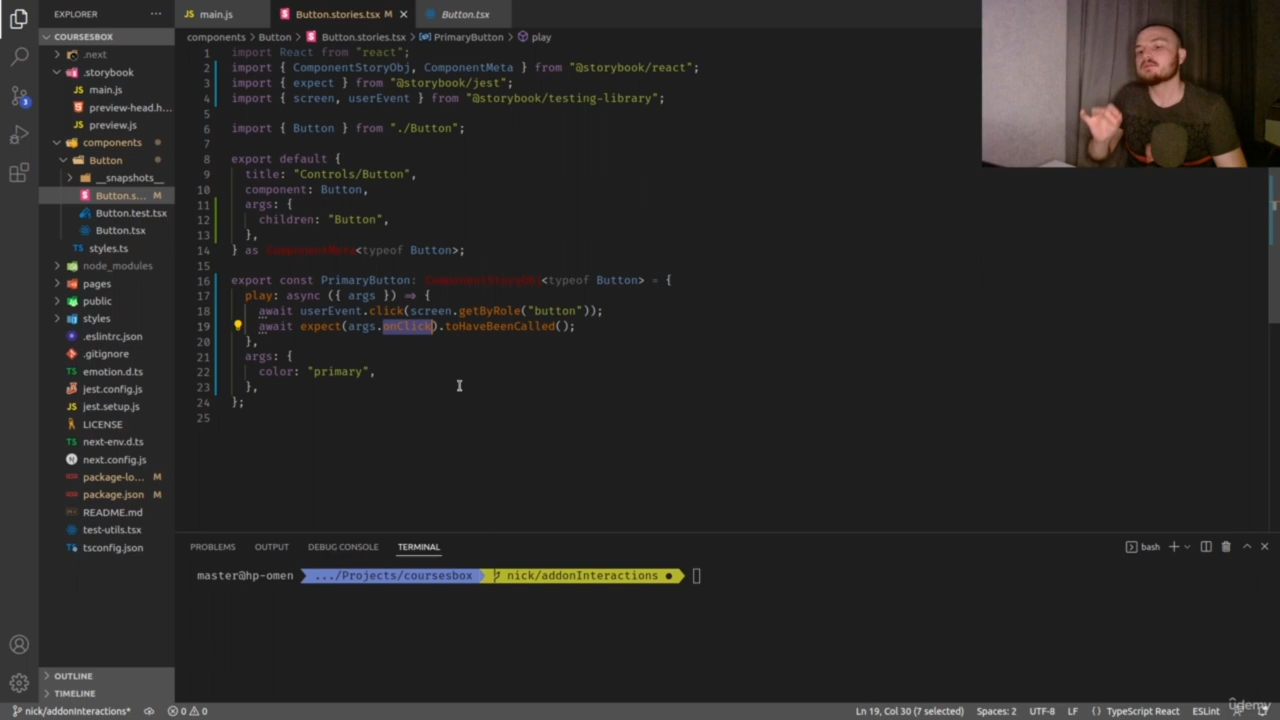 EXPLORER
COURSESBOX
.next
.storybook
main.js
preview-head.h...
preview.js
components
Button
__snapshots__
Button.s... M
Button.test.tsx
Button.tsx
styles.ts
node_modules
pages
public
styles
.eslintrc.json
.gitignore
emotion.d.ts
jest.config.js
jest.setup.js
LICENSE
next-env.d.ts
next.config.js
package-lo... M
package.json M
README.md
test-utils.tsx
tsconfig.json
OUTLINE
TIMELINE
3
main.js Button.stories.tsx M Button.tsx
components > Button > Button.stories.tsx > PrimaryButton > play
1 import React from "react";
2 import { ComponentStoryObj, ComponentMeta } from "@storybook/react";
3 import { expect } from "@storybook/jest";
4 import { screen, userEvent } from "@storybook/testing-library";
5
6 import { Button } from "./Button";
7
8 export default {
9 title: "Controls/Button",
10 component: Button,
11 args: {
12 children: "Button",
13 },
14 } as ComponentMeta<typeof Button>;
15
16 export const PrimaryButton: ComponentStoryObj<typeof Button> = {
17 play: async ({ args }) ⇒ {
18 await userEvent.click(screen.getByRole("button"));
19 await expect(args.onClick).toHaveBeenCalled();
20 },
21 args: {
22 color: "primary",
23 },
24 };
25
PROBLEMS OUTPUT DEBUG CONSOLE TERMINAL
bash
master@hp-omen .../Projects/coursesbox nick/addonInteractions ●
nick/addonInteractions* 0 0 Ln 19, Col 30 (7 selected) Spaces: 2 UTF-8 LF { } TypeScript React ESLint
udemy